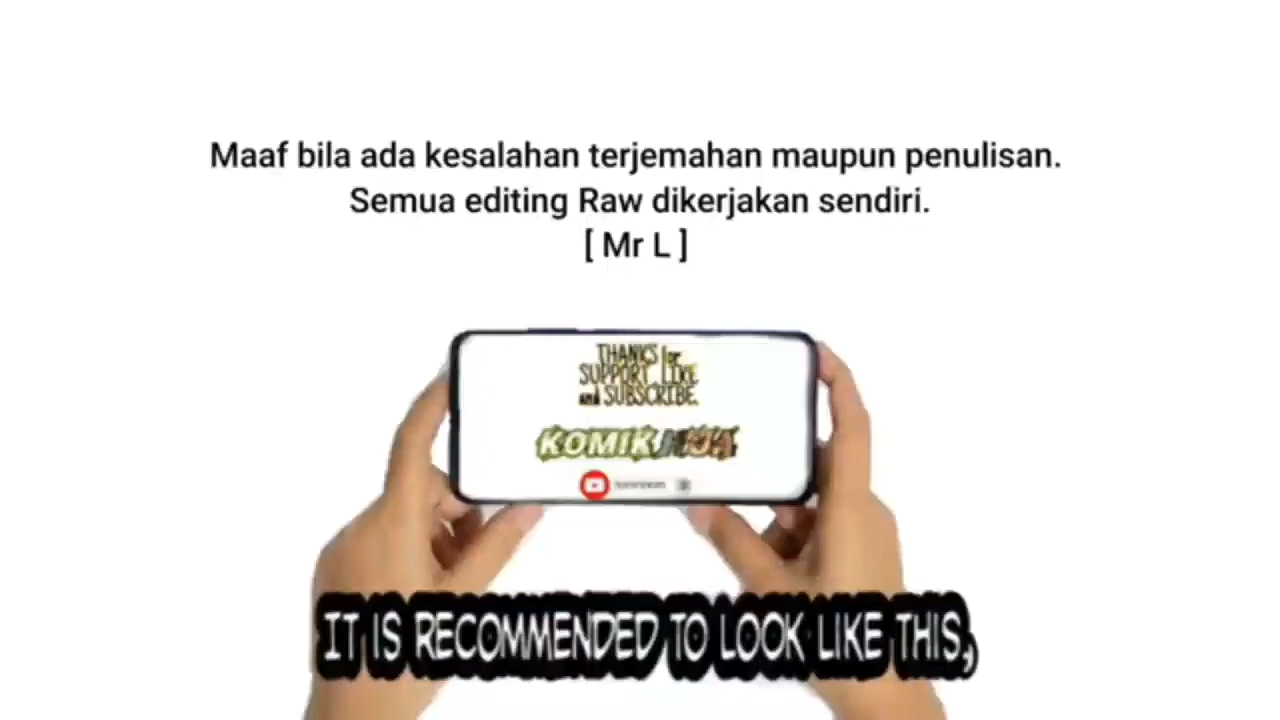 Maaf bila ada kesalahan terjemahan maupun penulisan.
Semua editing Raw dikerjakan sendiri.
[ Mr L ]
THANKS for
SUPPORT LIKE
and SUBSCRIBE.
KOMIK
IT IS RECOMMENDED TO LOOK LIKE THIS,